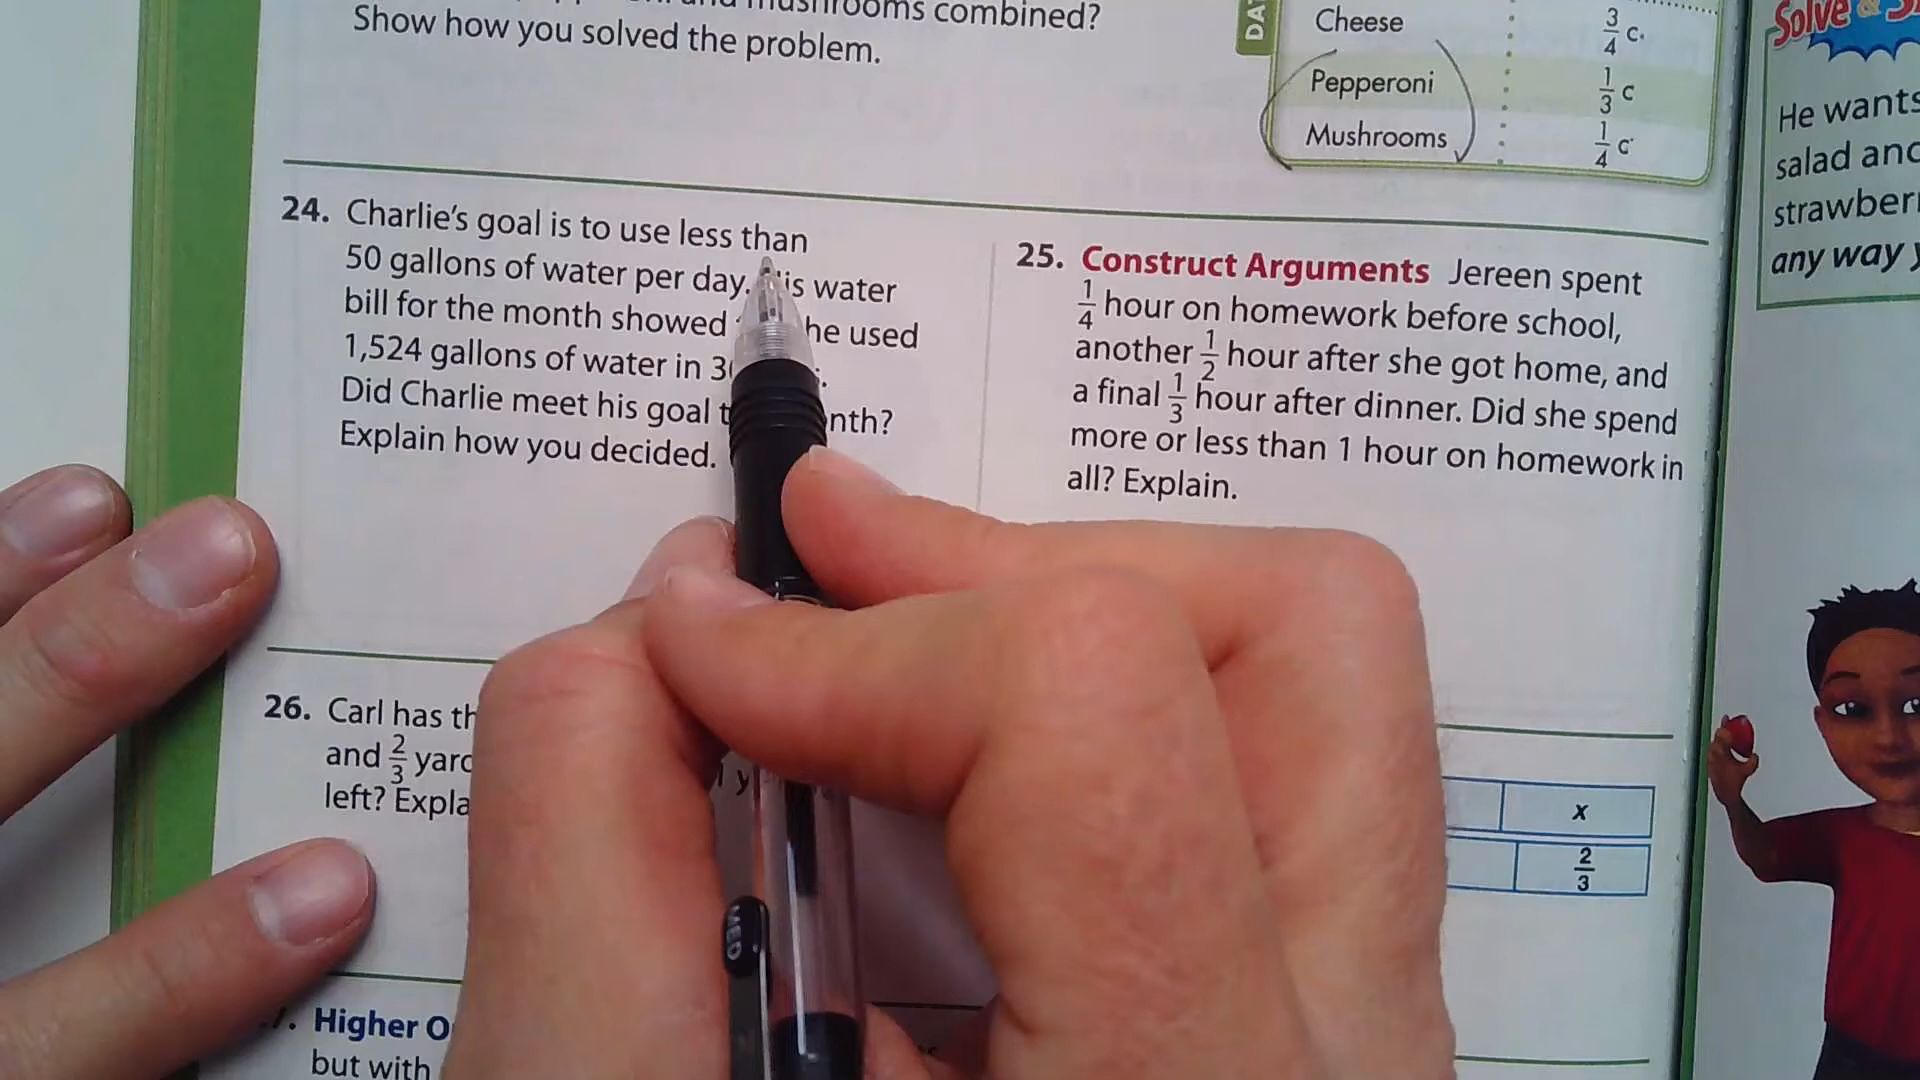 mushrooms combined?
Show how you solved the problem.
DA
Cheese 3/4 c.
Pepperoni 1/3 c
Mushrooms 1/4 c
Solve &
He wants
salad and
strawberr
any way y
24. Charlie's goal is to use less than
50 gallons of water per day. is water
bill for the month showed he used
1,524 gallons of water in 3
Did Charlie meet his goal t nth?
Explain how you decided.
25. Construct Arguments Jereen spent
1/4 hour on homework before school,
another 1/2 hour after she got home, and
a final 1/3 hour after dinner. Did she spend
more or less than 1 hour on homework in
all? Explain.
26. Carl has th
and 2/3 yard
left? Expla
x
2/3
Higher O
but with
MED